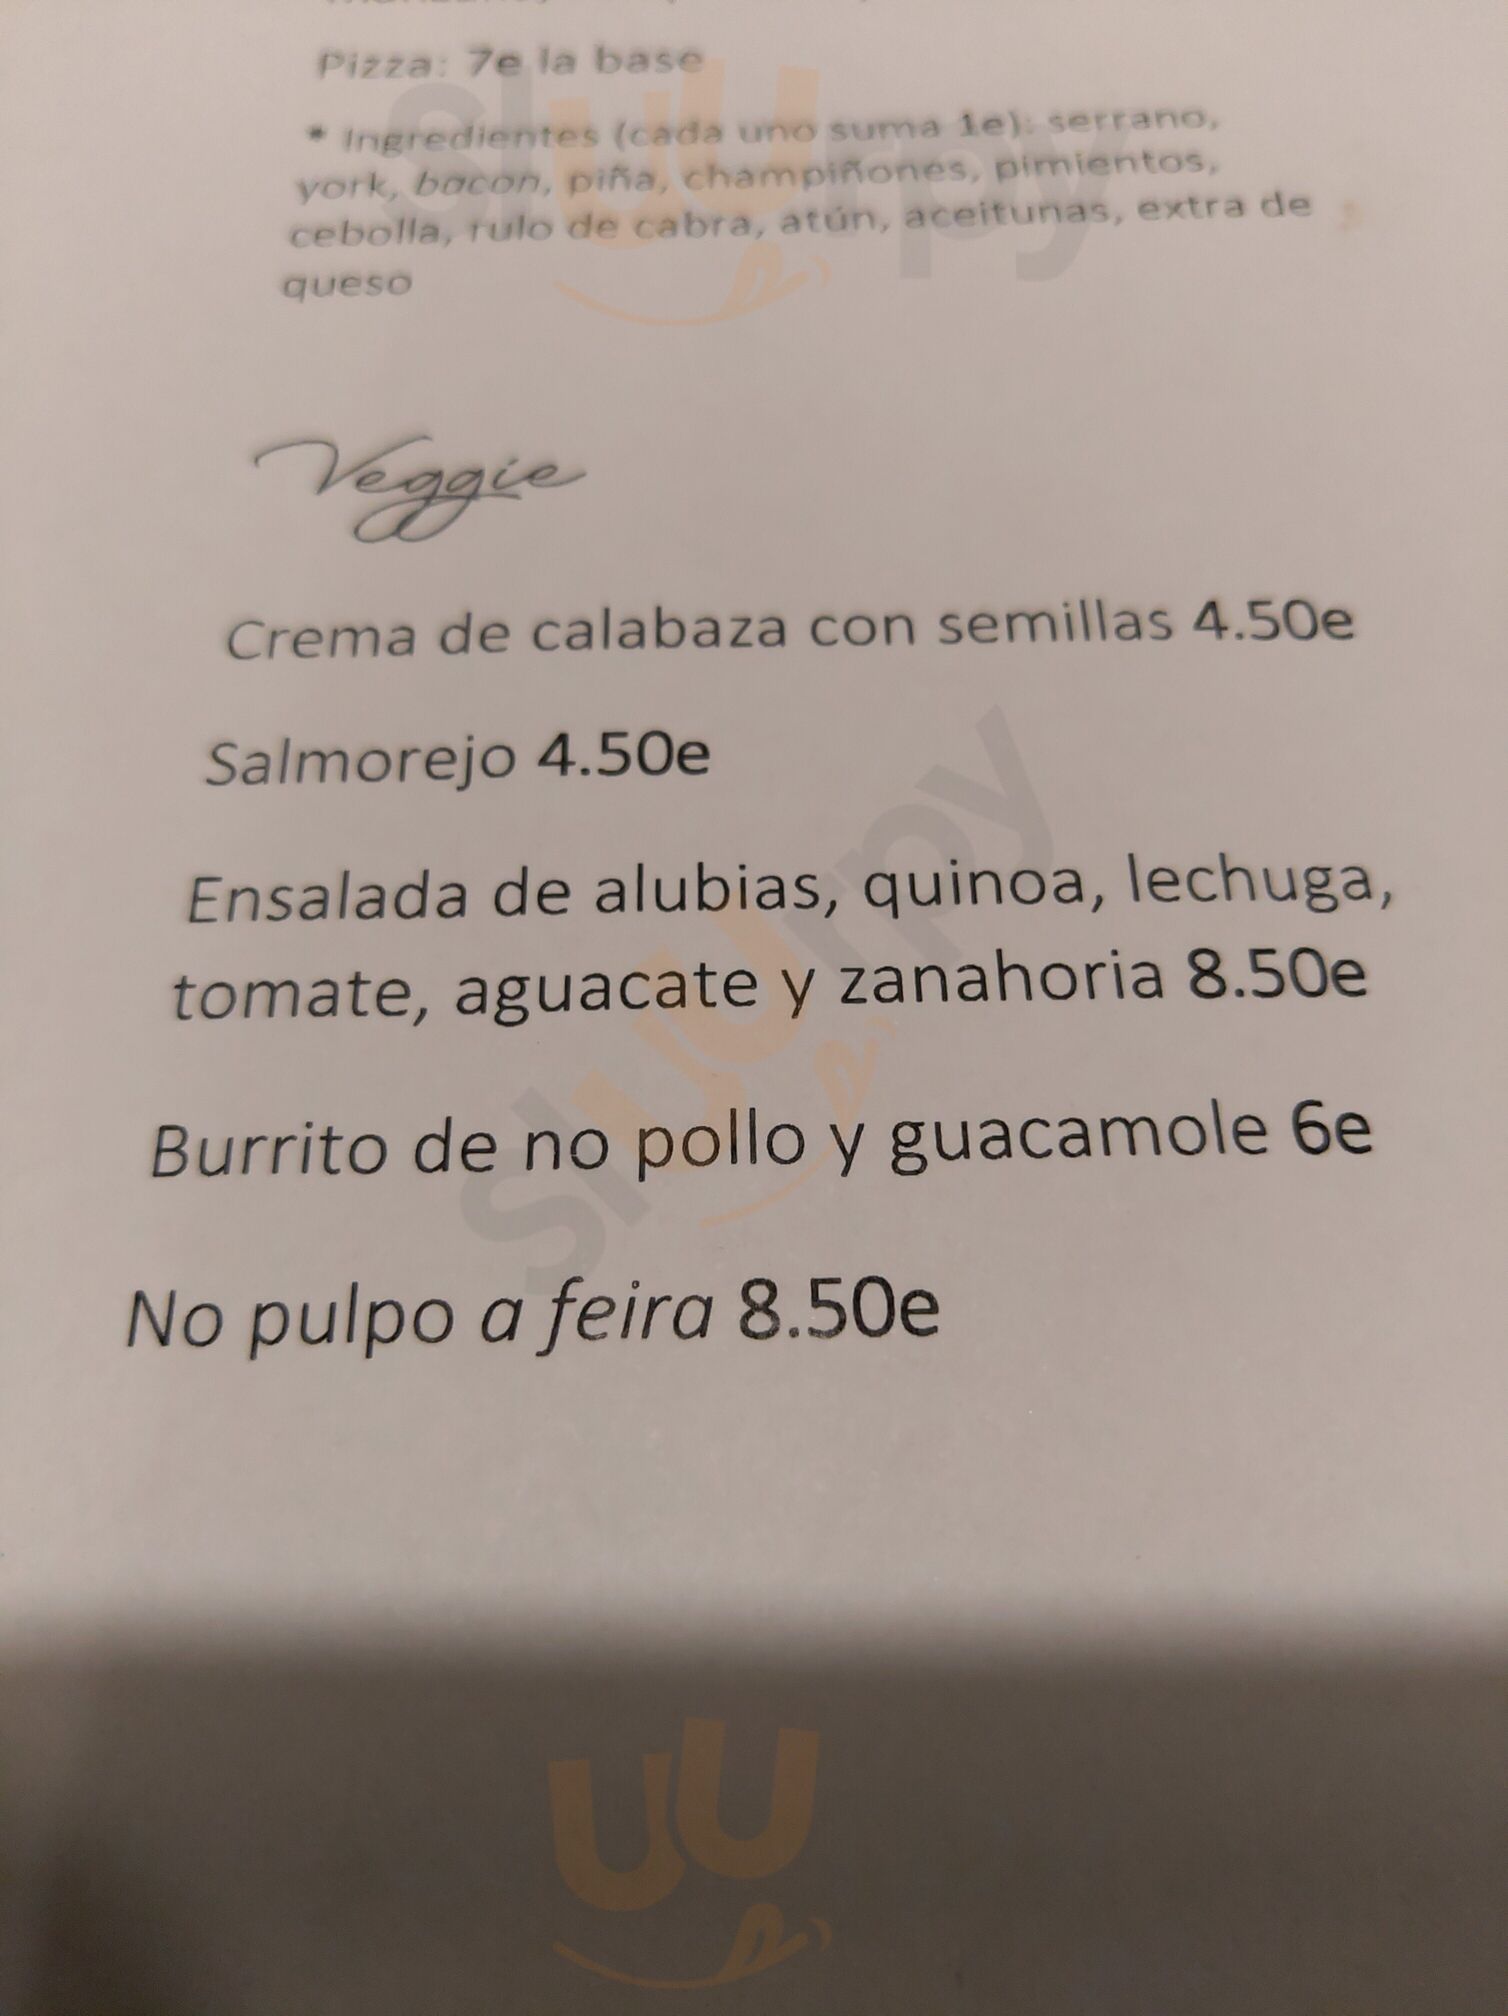 Pizza: 7e la base
* Ingredientes (cada uno suma 1e): serrano,
york, bacon, piña, champiñones, pimientos,
cebolla, rulo de cabra, atún, aceitunas, extra de
queso
Veggie
Crema de calabaza con semillas 4.50e
Salmorejo 4.50e
Ensalada de alubias, quinoa, lechuga,
tomate, aguacate y zanahoria 8.50e
Burrito de no pollo y guacamole 6e
No pulpo a feira 8.50e
sluurpy
sluurpy